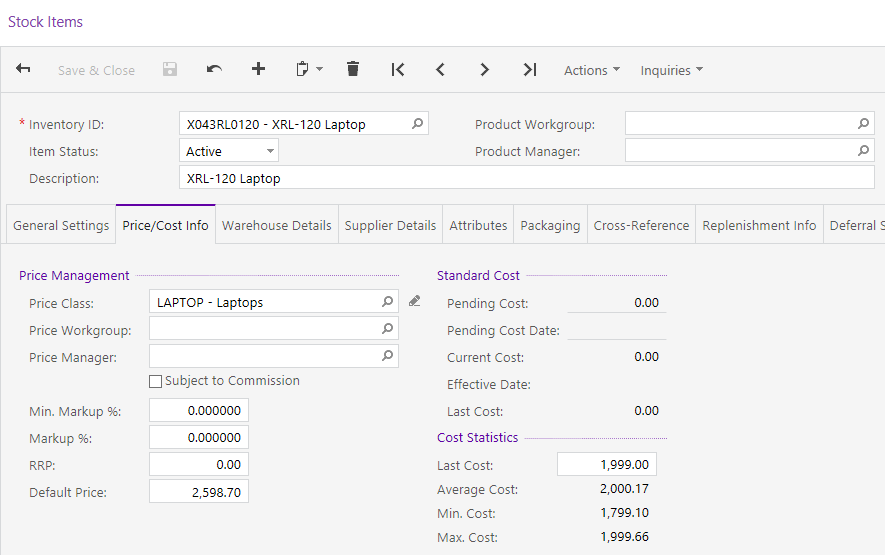 Stock Items
Save & Close Actions Inquiries
* Inventory ID: X043RL0120 - XRL-120 Laptop Product Workgroup:
Item Status: Active Product Manager:
Description: XRL-120 Laptop
General Settings Price/Cost Info Warehouse Details Supplier Details Attributes Packaging Cross-Reference Replenishment Info Deferral S
Price Management Standard Cost
Price Class: LAPTOP - Laptops Pending Cost: 0.00
Price Workgroup: Pending Cost Date:
Price Manager: Current Cost: 0.00
Subject to Commission Effective Date:
Min. Markup %: 0.000000 Last Cost: 0.00
Markup %: 0.000000 Cost Statistics
RRP: 0.00 Last Cost: 1,999.00
Default Price: 2,598.70 Average Cost: 2,000.17
Min. Cost: 1,799.10
Max. Cost: 1,999.66